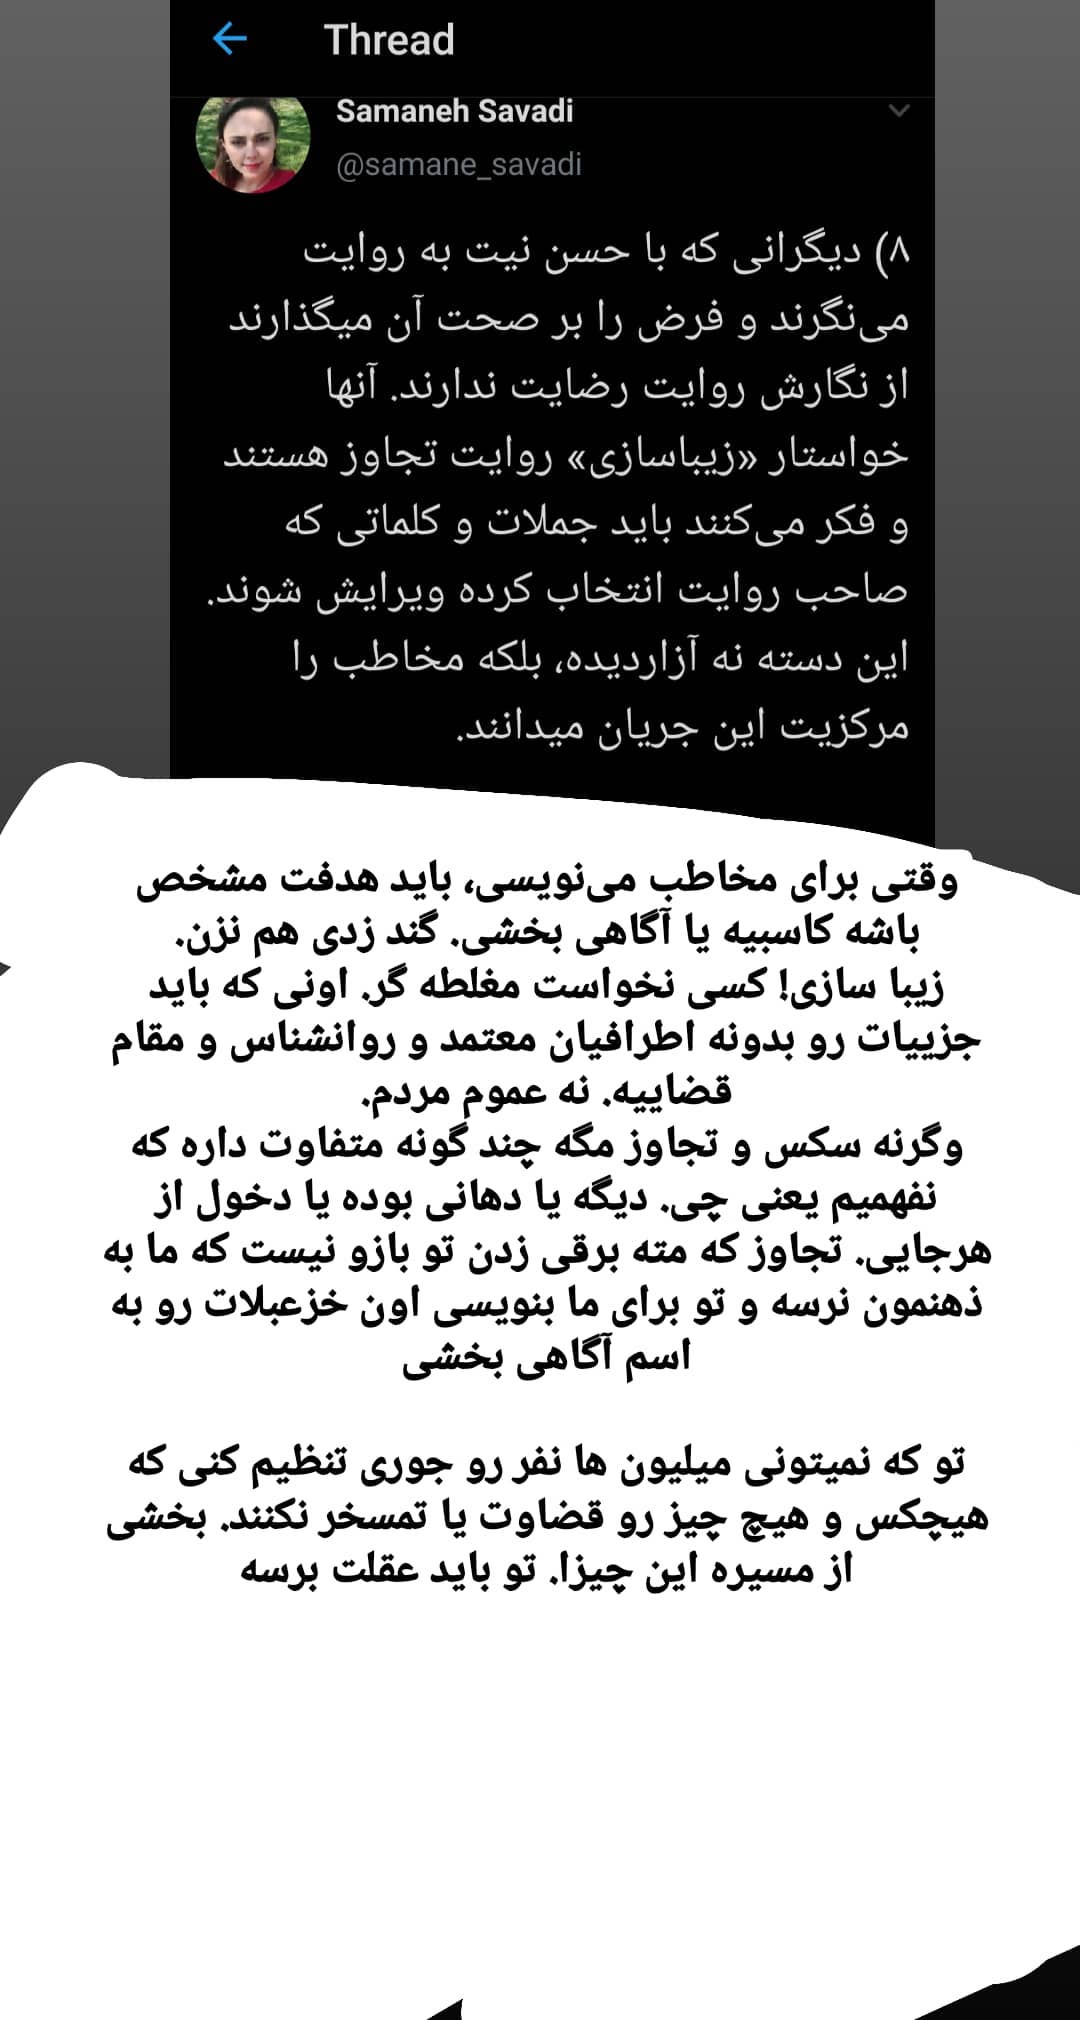 Thread
Samaneh Savadi
@samane_savadi
۸) دیگرانی که با حسن نیت به روایت
می‌نگرند و فرض را بر صحت آن میگذارند
از نگارش روایت رضایت ندارند. آنها
خواستار «زیباسازی» روایت تجاوز هستند
و فکر می‌کنند باید جملات و کلماتی که
صاحب روایت انتخاب کرده ویرایش شوند.
این دسته نه آزاردیده، بلکه مخاطب را
مرکزیت این جریان میدانند.
وقتی برای مخاطب می‌نویسی، باید هدفت مشخص
باشه کاسبیه یا آگاهی بخشی. گند زدی هم نزن.
زیبا سازی! کسی نخواست مغلطه گر. اونی که باید
جزییات رو بدونه اطرافیان معتمد و روانشناس و مقام
قضاییه. نه عموم مردم.
وگرنه سکس و تجاوز مگه چند گونه متفاوت داره که
نفهمیم یعنی چی. دیگه یا دهانی بوده یا دخول از
هرجایی. تجاوز که مته برقی زدن تو بازو نیست که ما به
ذهنمون نرسه و تو برای ما بنویسی اون خزعبلات رو به
اسم آگاهی بخشی
تو که نمیتونی میلیون ها نفر رو جوری تنظیم کنی که
هیچکس و هیچ چیز رو قضاوت یا تمسخر نکنند. بخشی
از مسیره این چیزا. تو باید عقلت برسه